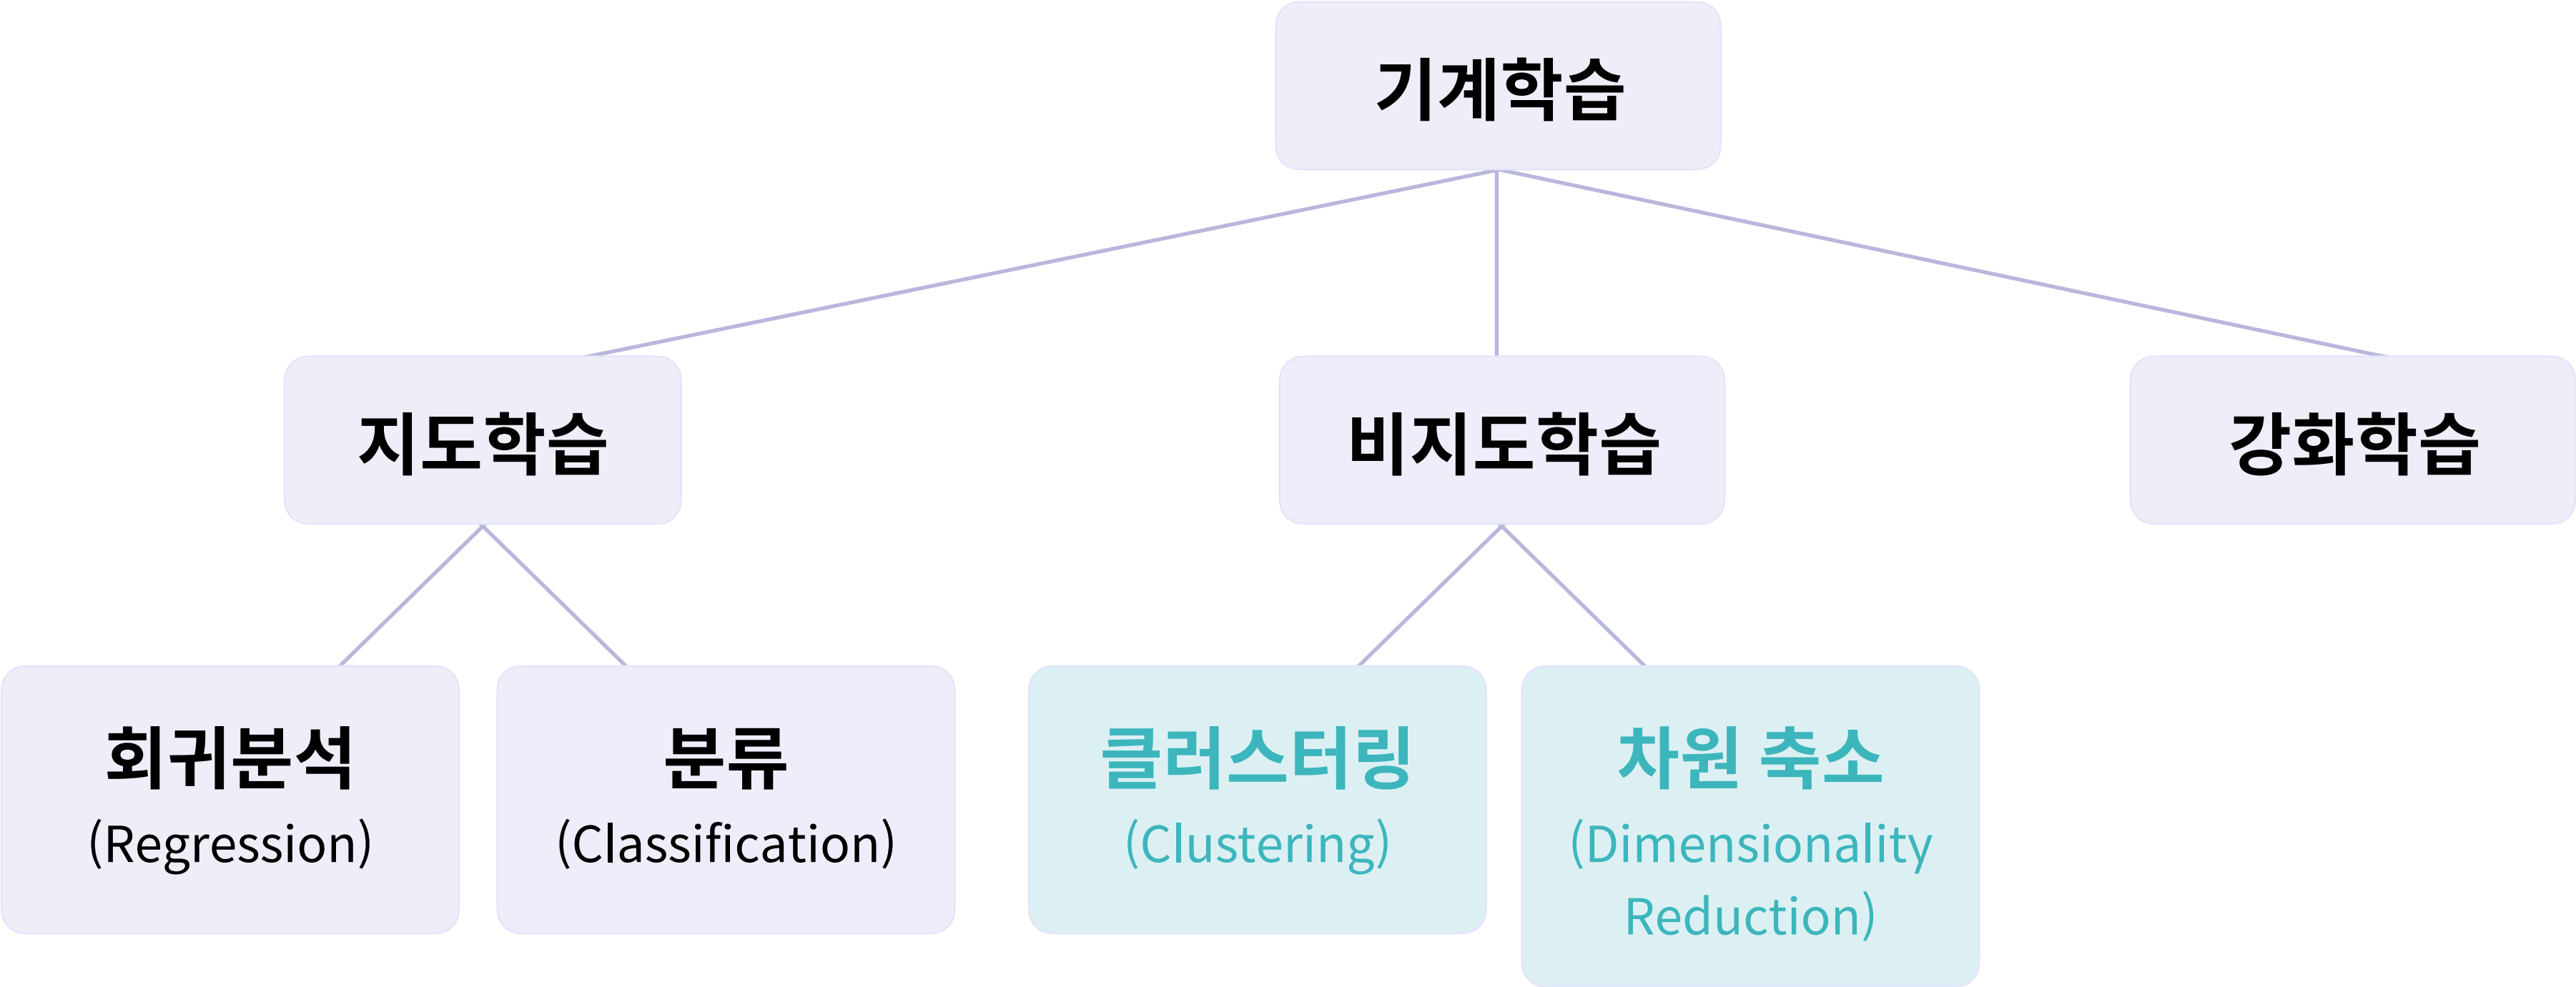 기계학습
지도학습
비지도학습
강화학습
회귀분석
(Regression)
분류
(Classification)
클러스터링
(Clustering)
차원 축소
(Dimensionality
Reduction)